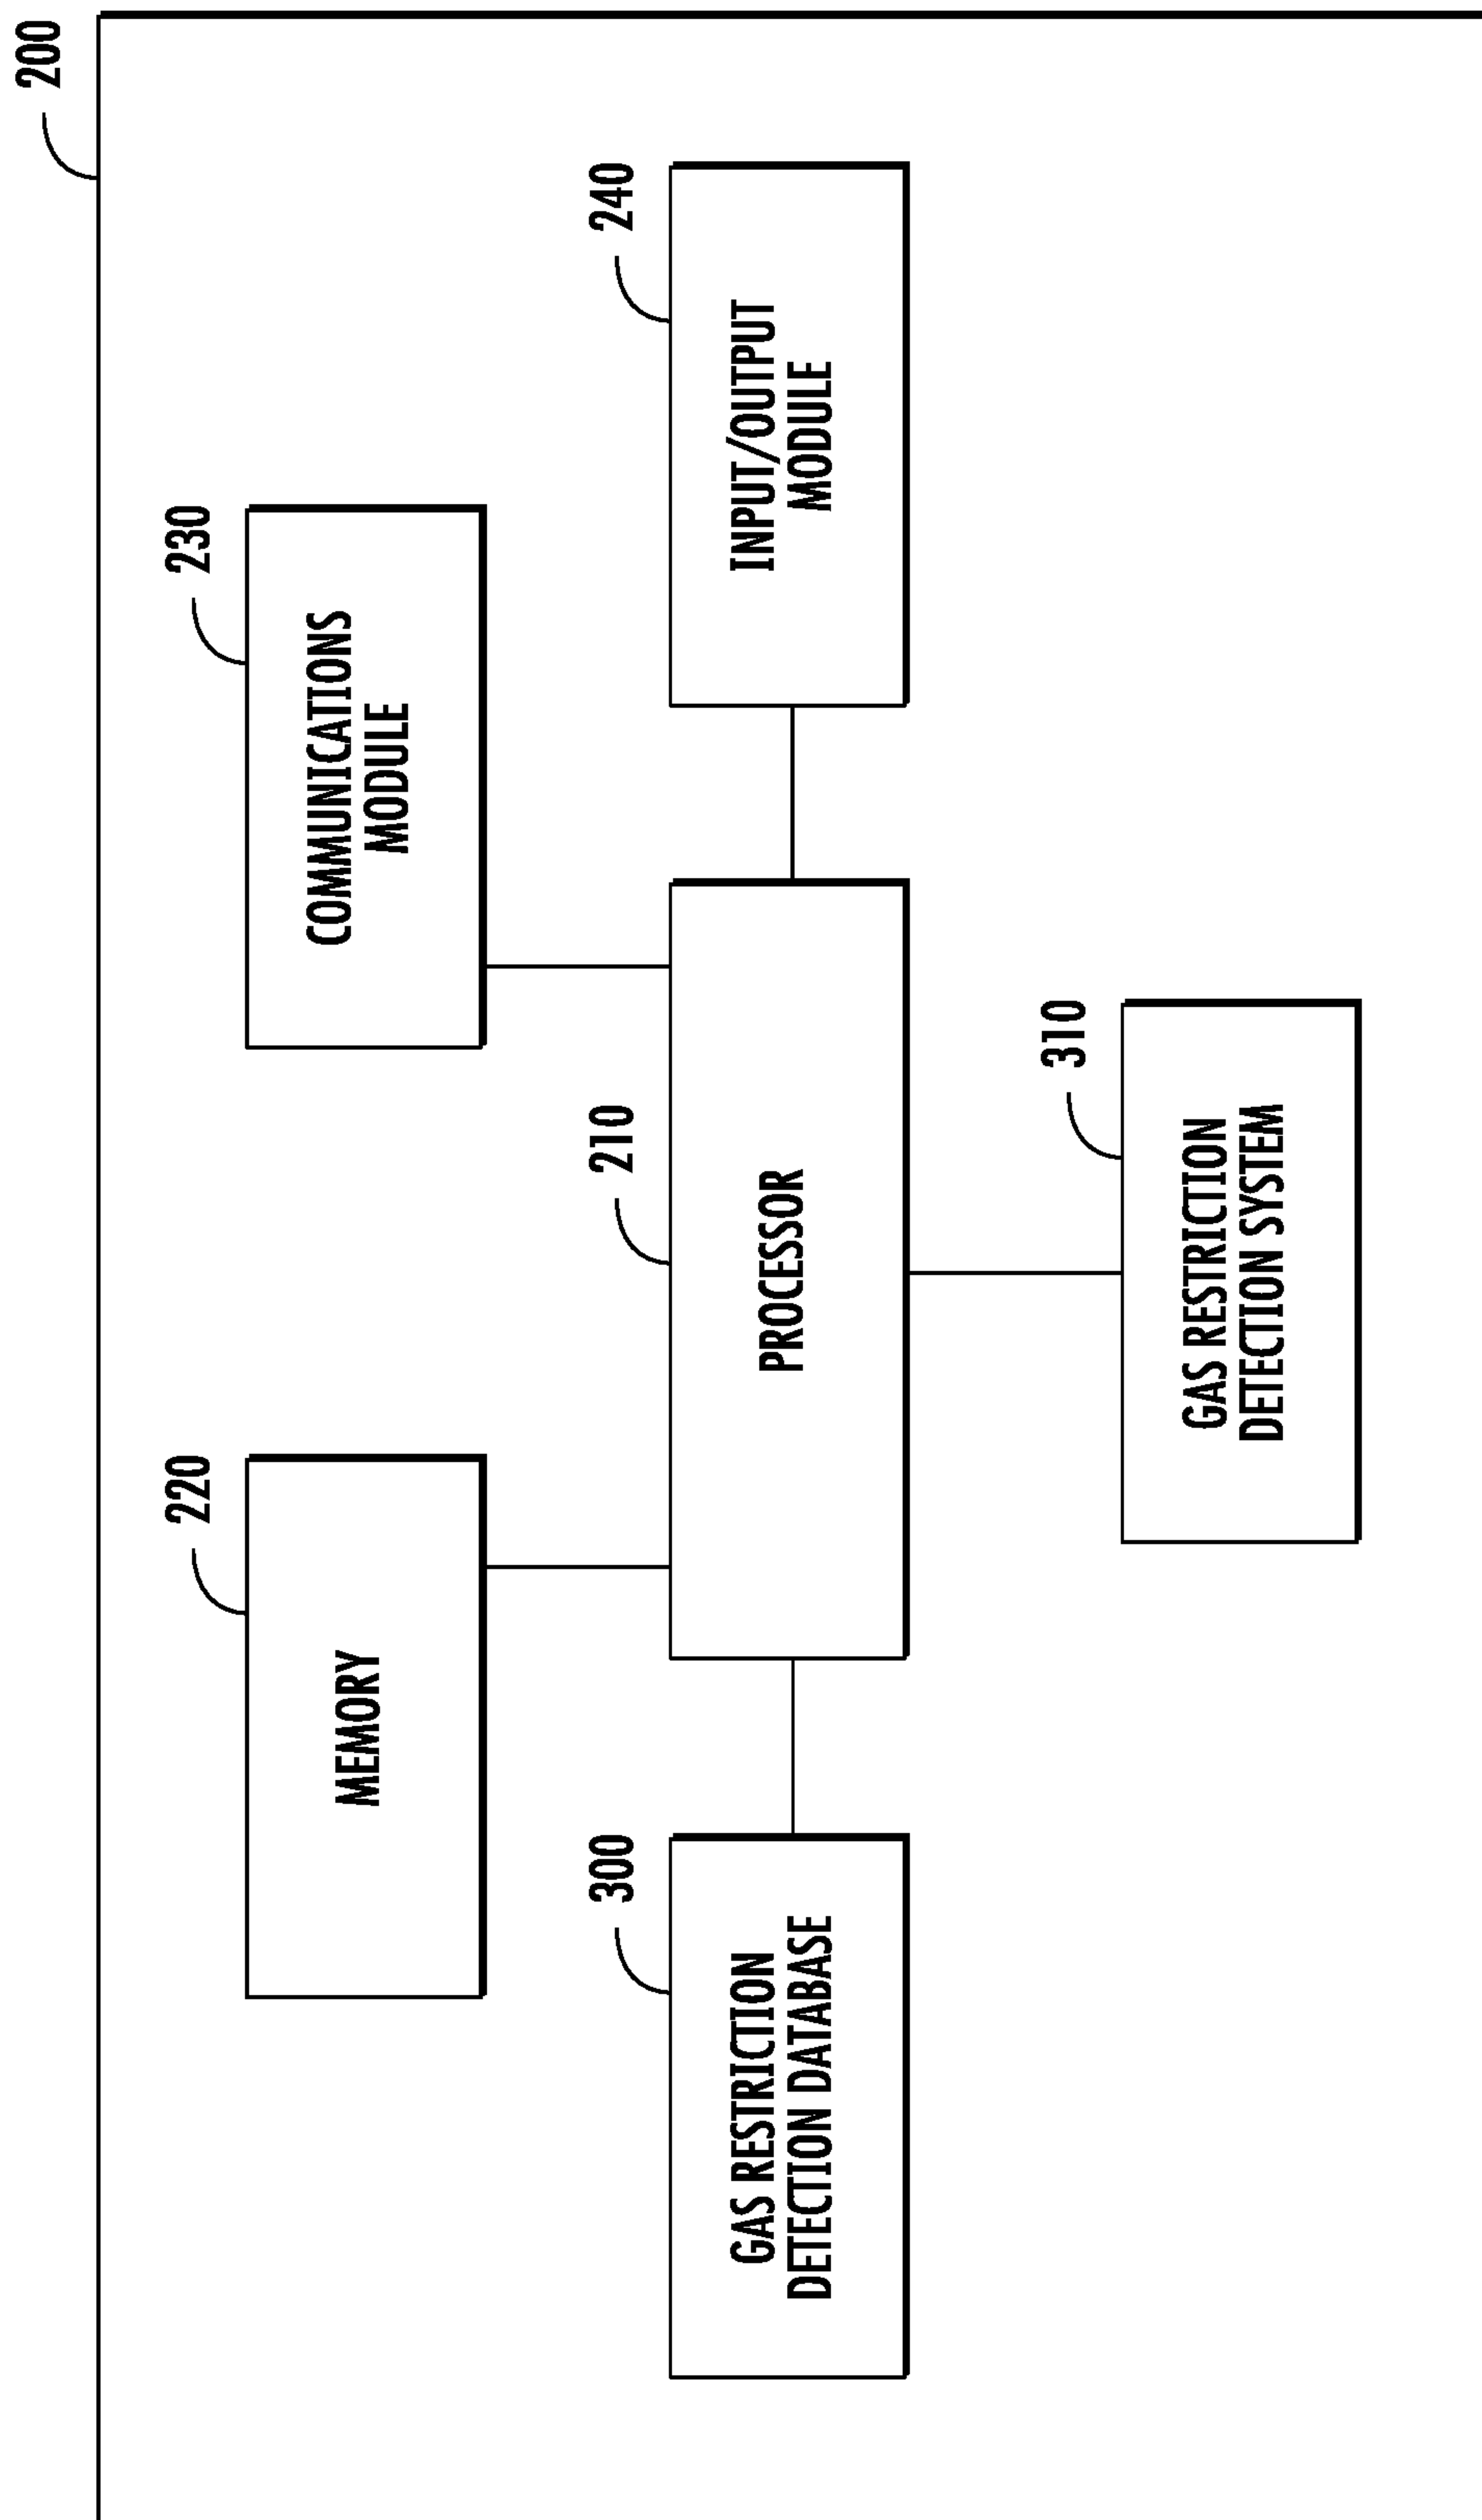 200
220
MEMORY
230
COMMUNICATIONS
MODULE
300
GAS RESTRICTION
DETECTION DATABASE
210
PROCESSOR
240
INPUT/OUTPUT
MODULE
310
GAS RESTRICTION
DETECTION SYSTEM